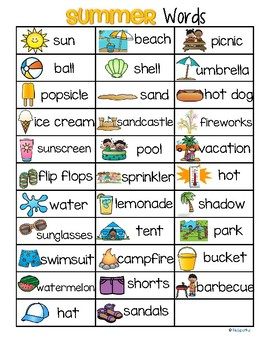 SUMMER Words
sun beach picnic
ball shell umbrella
popsicle sand hot dog
ice cream sandcastle fireworks
sunscreen pool vacation
flip flops sprinkler hot
water lemonade shadow
sunglasses tent park
swimsuit campfire bucket
watermelon shorts barbecue
hat sandals